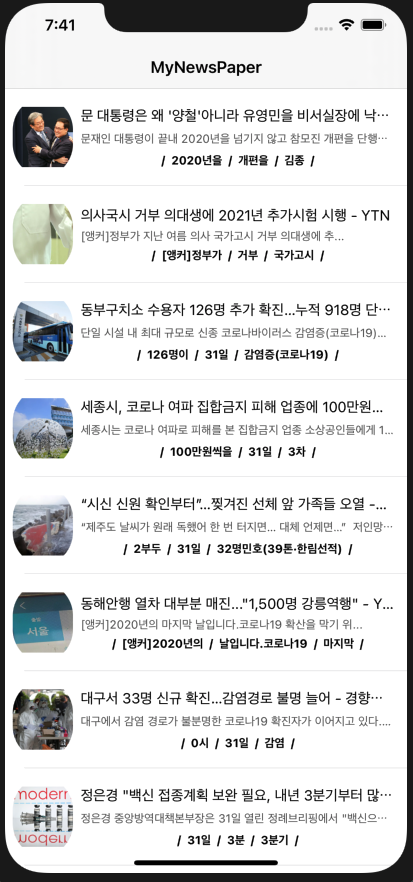 7:41
MyNewsPaper
문 대통령은 왜 '양철'아니라 유영민을 비서실장에 낙…
문재인 대통령이 끝내 2020년을 넘기지 않고 참모진 개편을 단행…
/ 2020년을 / 개편을 / 김종 /
의사국시 거부 의대생에 2021년 추가시험 시행 - YTN
[앵커]정부가 지난 여름 의사 국가고시 거부 의대생에 추…
/ [앵커]정부가 / 거부 / 국가고시 /
동부구치소 수용자 126명 추가 확진…누적 918명 단…
단일 시설 내 최대 규모로 신종 코로나바이러스 감염증(코로나19)…
/ 126명이 / 31일 / 감염증(코로나19) /
세종시, 코로나 여파 집합금지 피해 업종에 100만원…
세종시는 코로나 여파로 피해를 본 집합금지 업종 소상공인들에게 1…
/ 100만원씩을 / 31일 / 3차 /
“시신 신원 확인부터”…찢겨진 선체 앞 가족들 오열 -…
“제주도 날씨가 원래 독했어 한 번 터지면… 대체 언제면…” 저인망…
/ 2부두 / 31일 / 32명민호(39톤·한림선적) /
동해안행 열차 대부분 매진..."1,500명 강릉역행" - Y…
[앵커]2020년의 마지막 날입니다.코로나19 확산을 막기 위…
/ [앵커]2020년의 / 날입니다.코로나19 / 마지막 /
서울
대구서 33명 신규 확진…감염경로 불명 늘어 - 경향…
대구에서 감염 경로가 불분명한 코로나19 확진자가 이어지고 있다.…
/ 0시 / 31일 / 감염 /
moderr
정은경 "백신 접종계획 보완 필요, 내년 3분기부터 많…
정은경 중앙방역대책본부장은 31일 열린 정례브리핑에서 "백신으…
/ 31일 / 3분 / 3분기 /